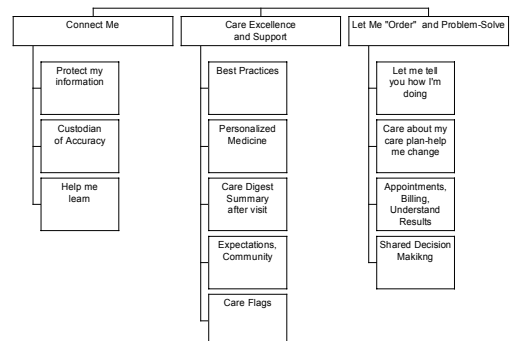 Connect Me
Protect my
information
Custodian
of Accuracy
Help me
learn
Care Excellence
and Support
Best Practices
Personalized
Medicine
Care Digest
Summary
after visit
Expectations,
Community
Care Flags
Let Me "Order" and Problem-Solve
Let me tell
you how I'm
doing
Care about my
care plan-help
me change
Appointments,
Billing,
Understand
Results
Shared Decision
Makikng